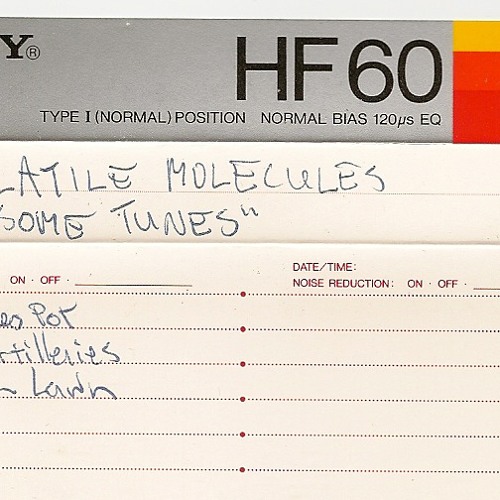 Y® HF 60
TYPE I (NORMAL) POSITION NORMAL BIAS 120µs EQ
LATILE MOLECULES
SOME TUNES"
DATE/TIME:
ON · OFF · NOISE REDUCTION: ON · OFF ·
es Pot
rtilleries
n Lawn